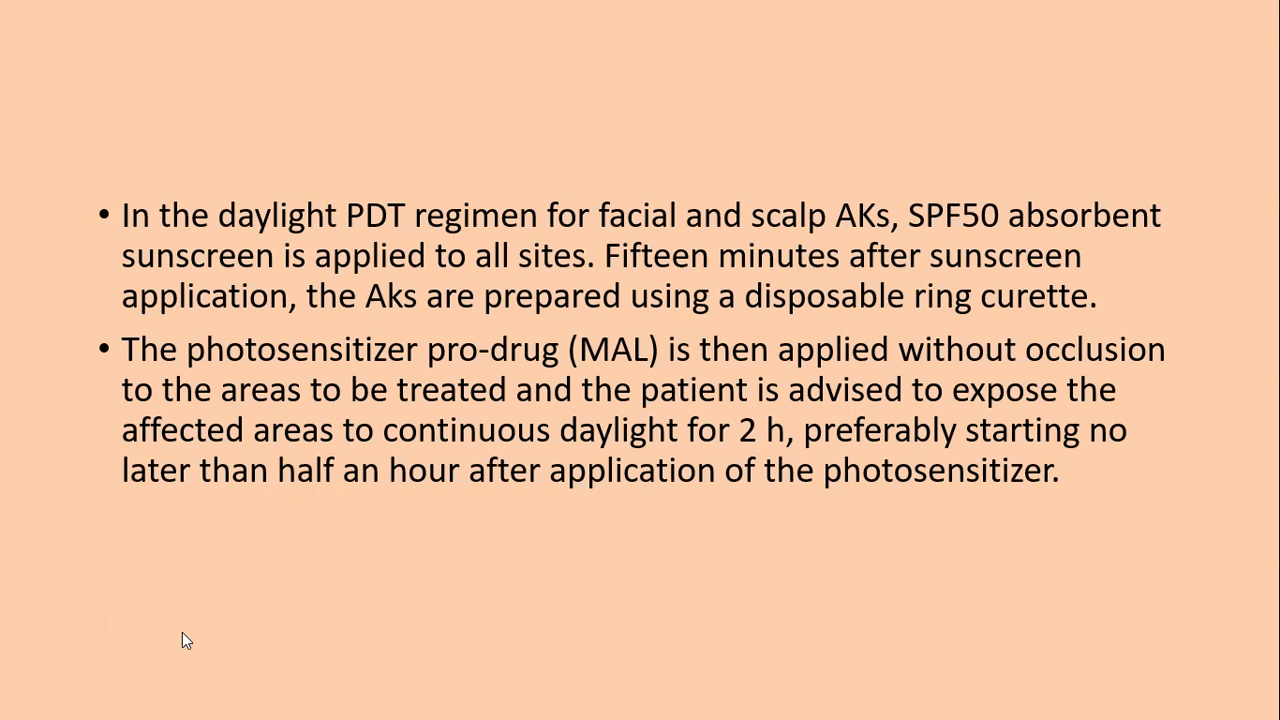 • In the daylight PDT regimen for facial and scalp AKs, SPF50 absorbent
sunscreen is applied to all sites. Fifteen minutes after sunscreen
application, the Aks are prepared using a disposable ring curette.
• The photosensitizer pro-drug (MAL) is then applied without occlusion
to the areas to be treated and the patient is advised to expose the
affected areas to continuous daylight for 2 h, preferably starting no
later than half an hour after application of the photosensitizer.